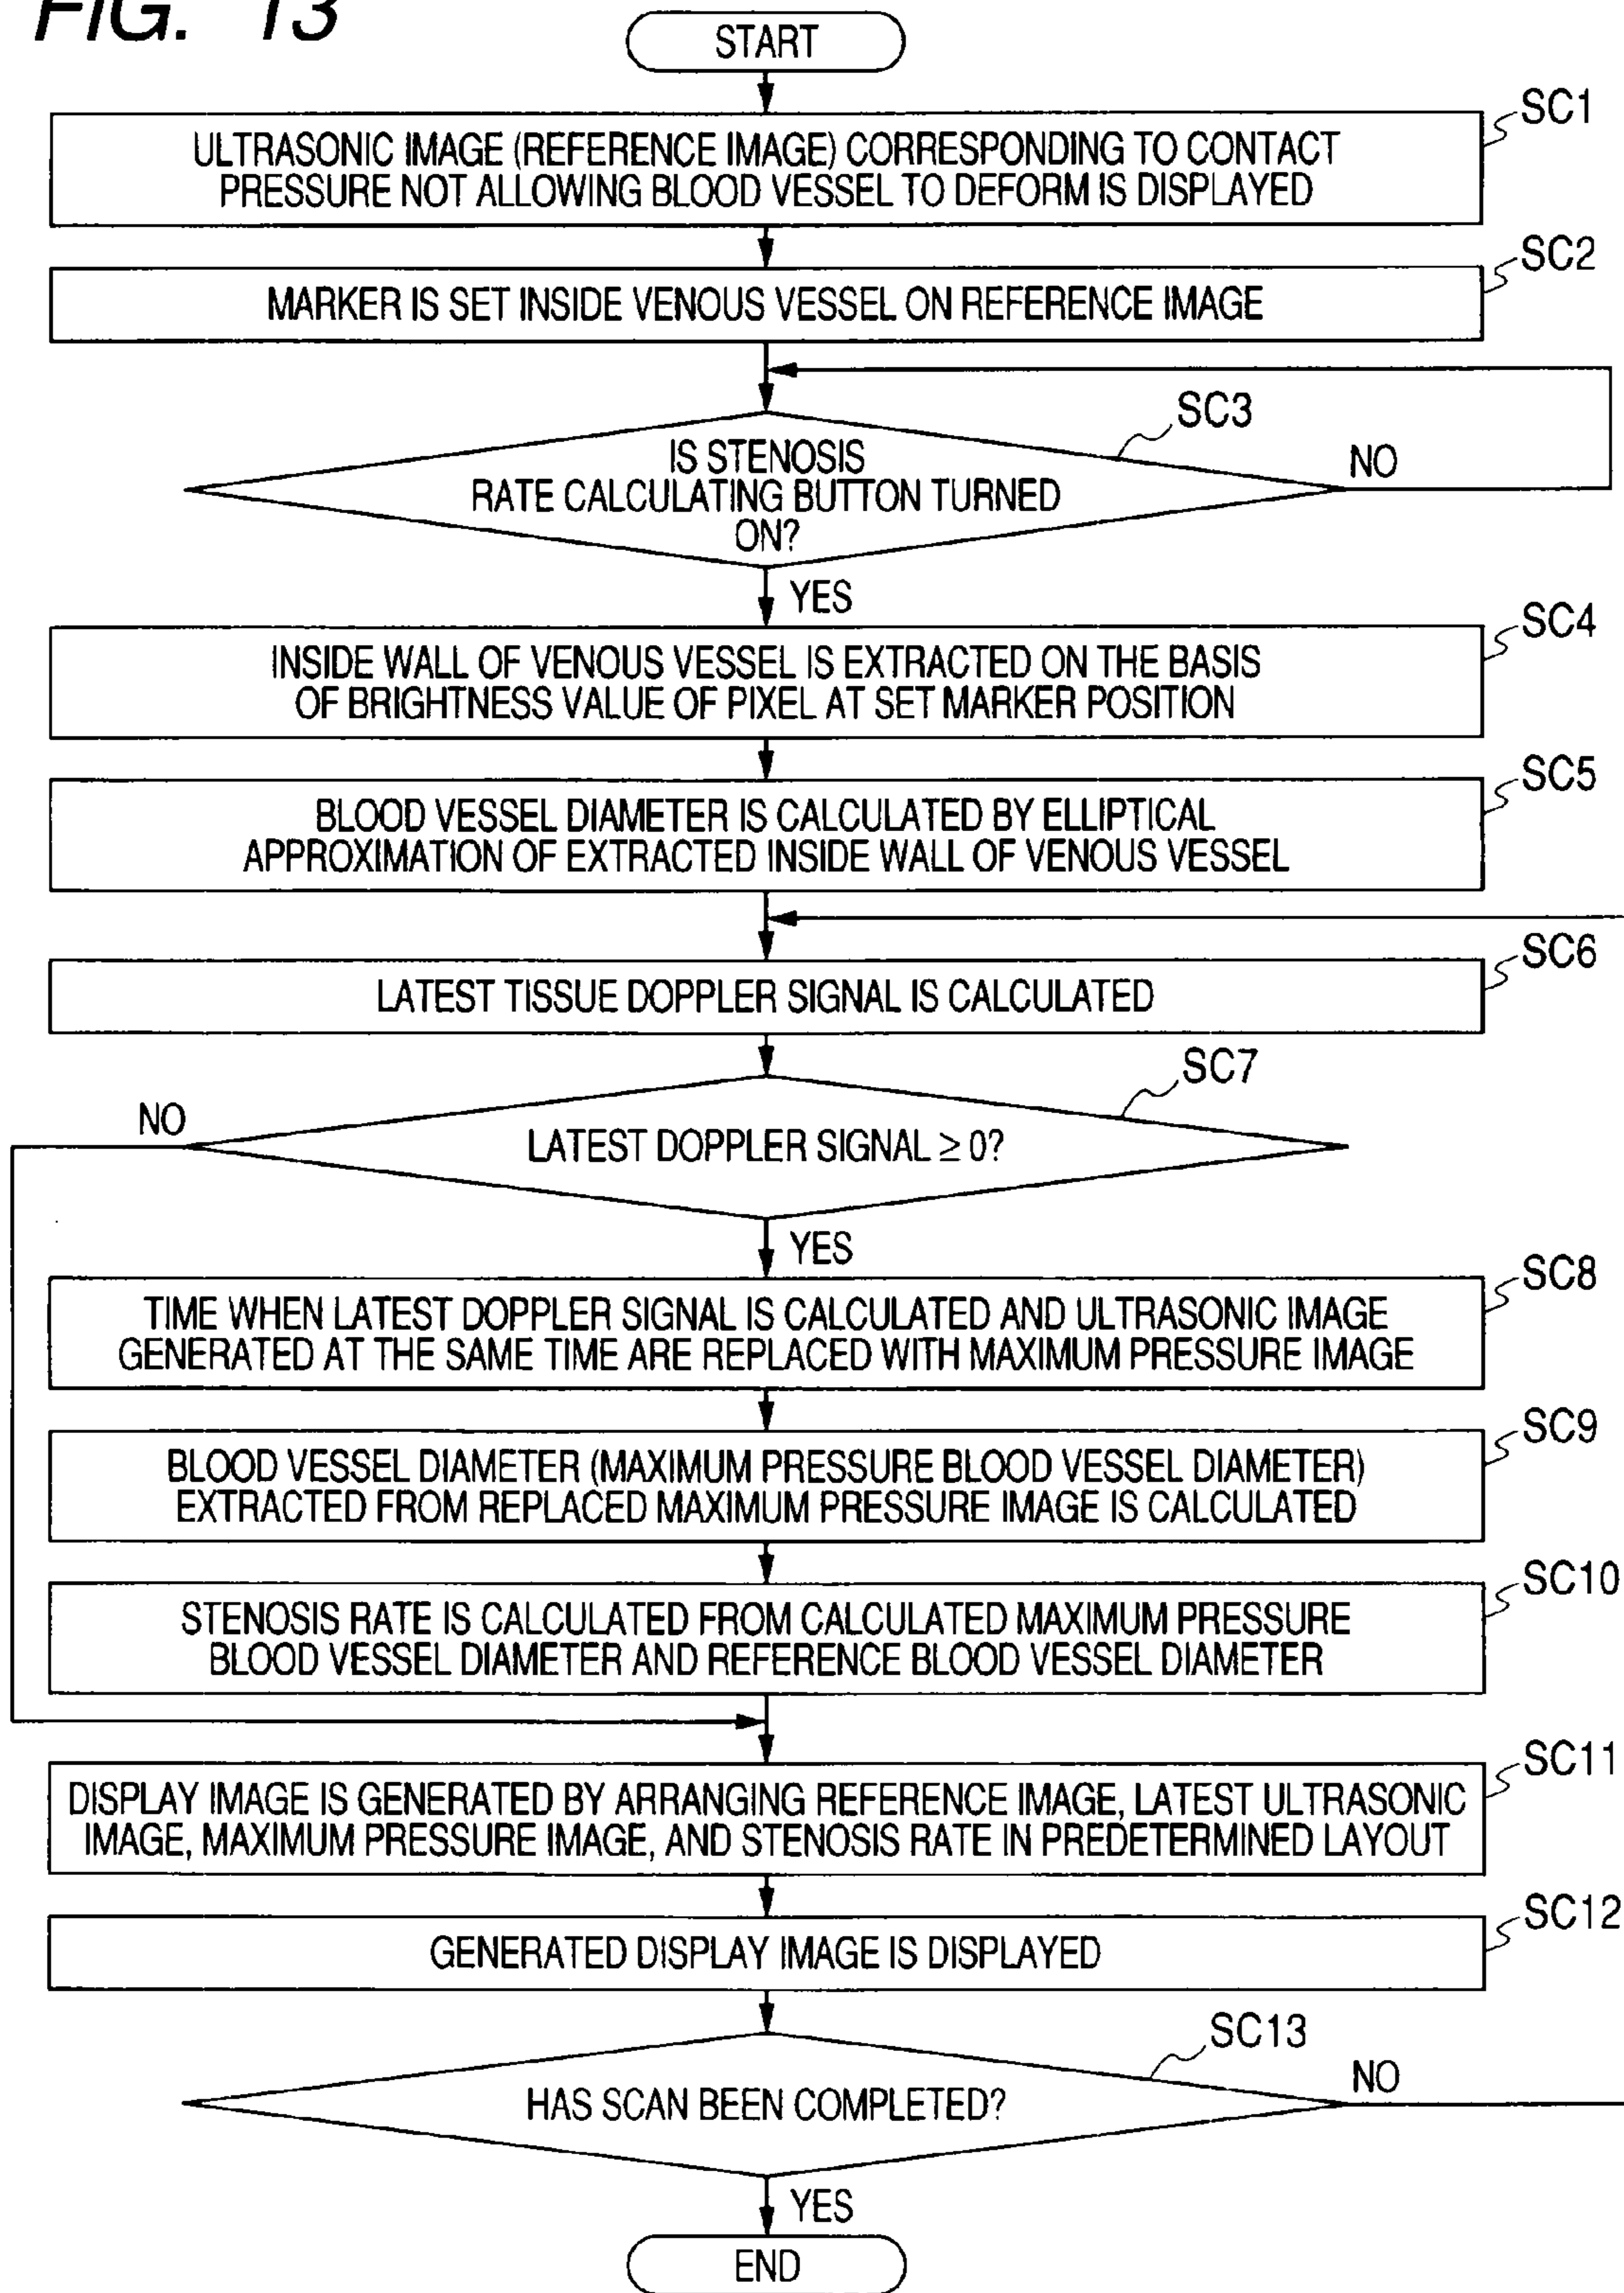 FIG. 13
START
SC1
ULTRASONIC IMAGE (REFERENCE IMAGE) CORRESPONDING TO CONTACT
PRESSURE NOT ALLOWING BLOOD VESSEL TO DEFORM IS DISPLAYED
SC2
MARKER IS SET INSIDE VENOUS VESSEL ON REFERENCE IMAGE
SC3
IS STENOSIS
RATE CALCULATING BUTTON TURNED
ON?
NO
YES
SC4
INSIDE WALL OF VENOUS VESSEL IS EXTRACTED ON THE BASIS
OF BRIGHTNESS VALUE OF PIXEL AT SET MARKER POSITION
SC5
BLOOD VESSEL DIAMETER IS CALCULATED BY ELLIPTICAL
APPROXIMATION OF EXTRACTED INSIDE WALL OF VENOUS VESSEL
SC6
LATEST TISSUE DOPPLER SIGNAL IS CALCULATED
SC7
NO
LATEST DOPPLER SIGNAL ≥ 0?
YES
SC8
TIME WHEN LATEST DOPPLER SIGNAL IS CALCULATED AND ULTRASONIC IMAGE
GENERATED AT THE SAME TIME ARE REPLACED WITH MAXIMUM PRESSURE IMAGE
SC9
BLOOD VESSEL DIAMETER (MAXIMUM PRESSURE BLOOD VESSEL DIAMETER)
EXTRACTED FROM REPLACED MAXIMUM PRESSURE IMAGE IS CALCULATED
SC10
STENOSIS RATE IS CALCULATED FROM CALCULATED MAXIMUM PRESSURE
BLOOD VESSEL DIAMETER AND REFERENCE BLOOD VESSEL DIAMETER
SC11
DISPLAY IMAGE IS GENERATED BY ARRANGING REFERENCE IMAGE, LATEST ULTRASONIC
IMAGE, MAXIMUM PRESSURE IMAGE, AND STENOSIS RATE IN PREDETERMINED LAYOUT
SC12
GENERATED DISPLAY IMAGE IS DISPLAYED
SC13
HAS SCAN BEEN COMPLETED?
NO
YES
END